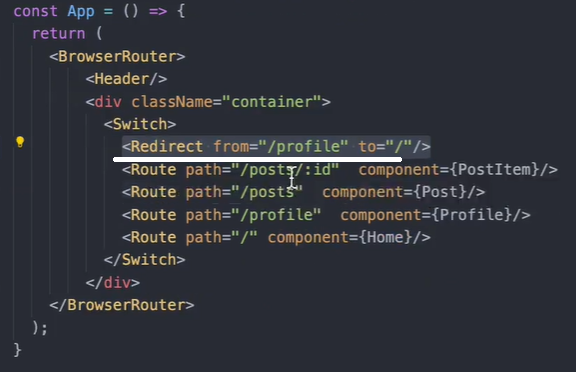 const App = () => {
return (
<BrowserRouter>
<Header/>
<div className="container">
<Switch>
<Redirect from="/profile" to="/"/>
<Route path="/posts/:id" component={PostItem}/>
<Route path="/posts" component={Post}/>
<Route path="/profile" component={Profile}/>
<Route path="/" component={Home}/>
</Switch>
</div>
</BrowserRouter>
);
}